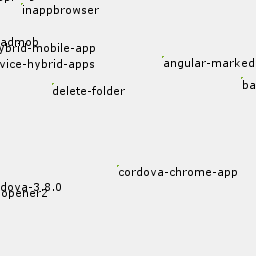 inappbrowser
admob
ybrid-mobile-app
vice-hybrid-apps
angular-marked
ba
delete-folder
cordova-chrome-app
dova-3.8.0
opener2